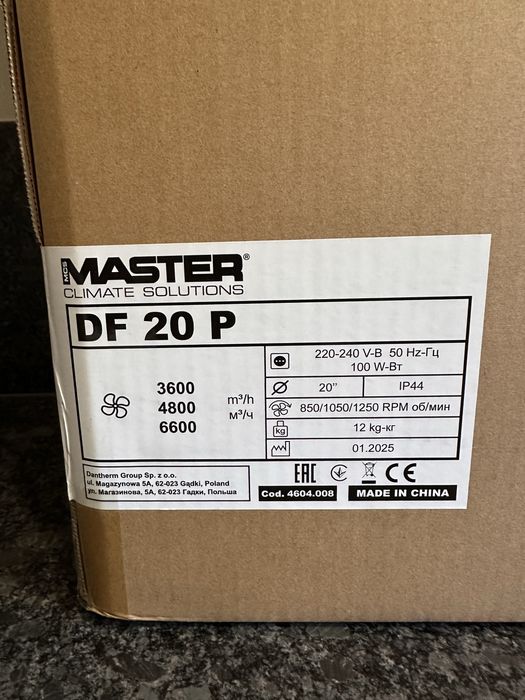 MCS MASTER®
CLIMATE SOLUTIONS
DF 20 P
3600
4800
6600
m³/h
м³/ч
220-240 V-В 50 Hz-Гц
100 W-Вт
20”
IP44
850/1050/1250 RPM об/мин
kg
12 kg-кг
01.2025
Dantherm Group Sp. z o.o.
ul. Magazynowa 5A, 62-023 Gądki, Poland
ул. Магазинова, 5A, 62-023 Гадки, Польша
EAC
CE
Cod. 4604.008
MADE IN CHINA